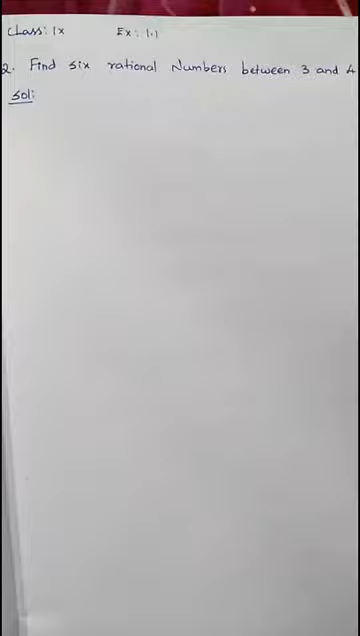 Class: IX Ex: 1.1
2. Find six rational Numbers between 3 and 4
Sol: